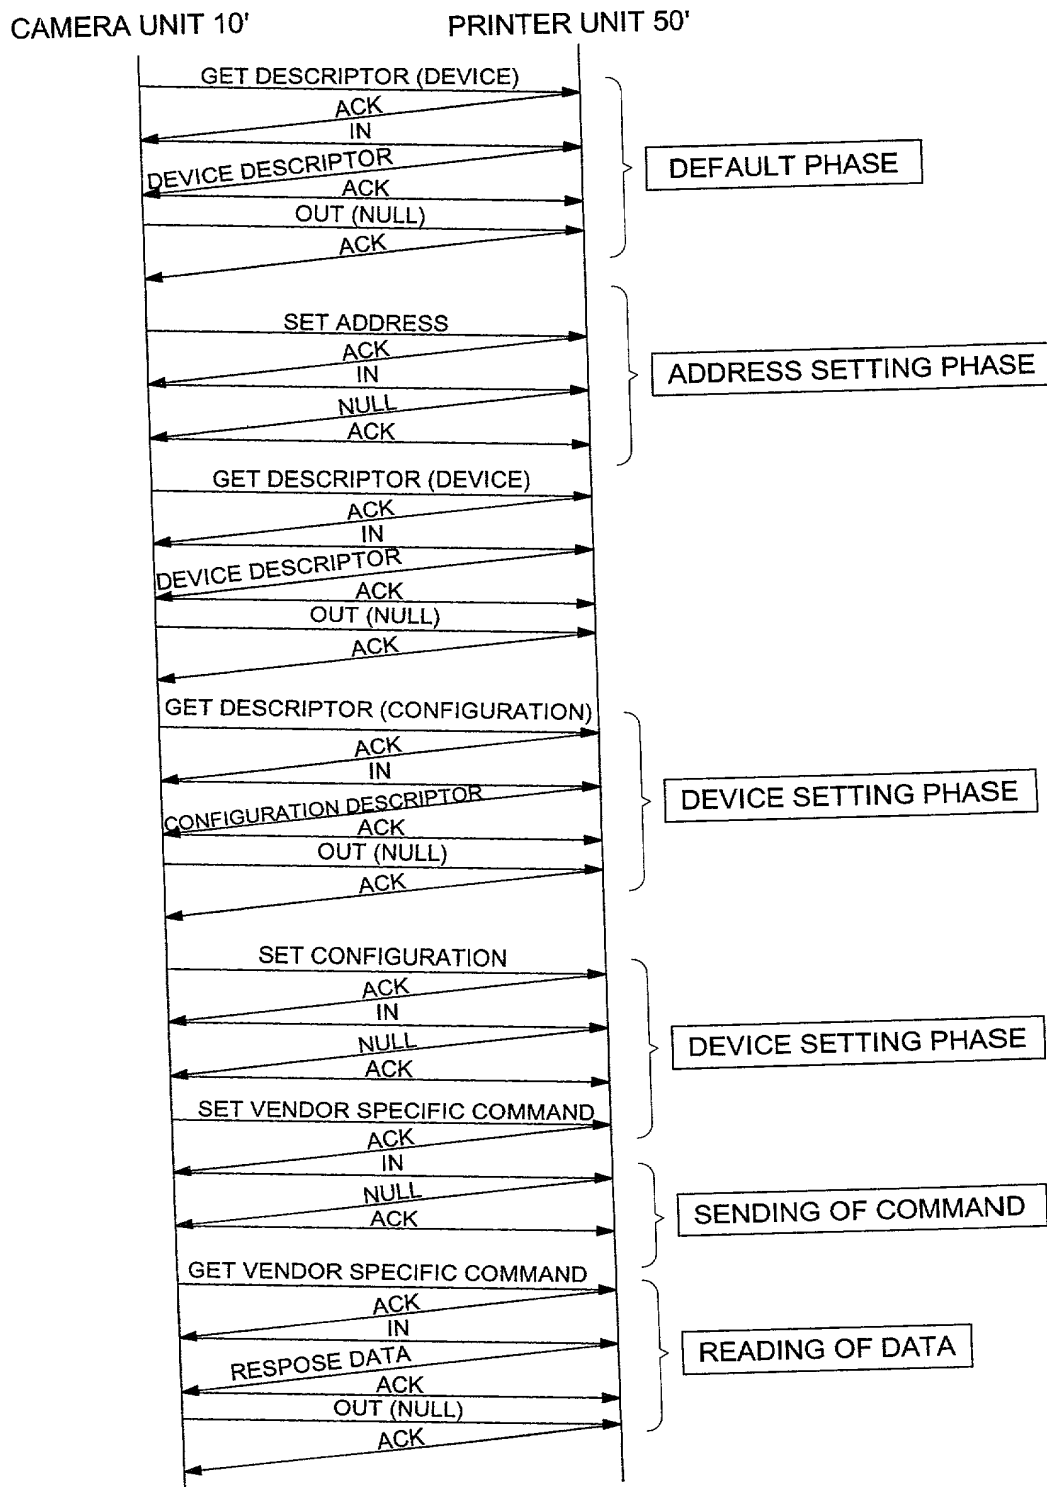 CAMERA UNIT 10' PRINTER UNIT 50'
GET DESCRIPTOR (DEVICE)
ACK
IN
DEVICE DESCRIPTOR
ACK
OUT (NULL)
ACK
DEFAULT PHASE
SET ADDRESS
ACK
IN
NULL
ACK
ADDRESS SETTING PHASE
GET DESCRIPTOR (DEVICE)
ACK
IN
DEVICE DESCRIPTOR
ACK
OUT (NULL)
ACK
GET DESCRIPTOR (CONFIGURATION)
ACK
IN
CONFIGURATION DESCRIPTOR
ACK
OUT (NULL)
ACK
DEVICE SETTING PHASE
SET CONFIGURATION
ACK
IN
NULL
ACK
DEVICE SETTING PHASE
SET VENDOR SPECIFIC COMMAND
ACK
IN
NULL
ACK
SENDING OF COMMAND
GET VENDOR SPECIFIC COMMAND
ACK
IN
RESPOSE DATA
ACK
OUT (NULL)
ACK
READING OF DATA